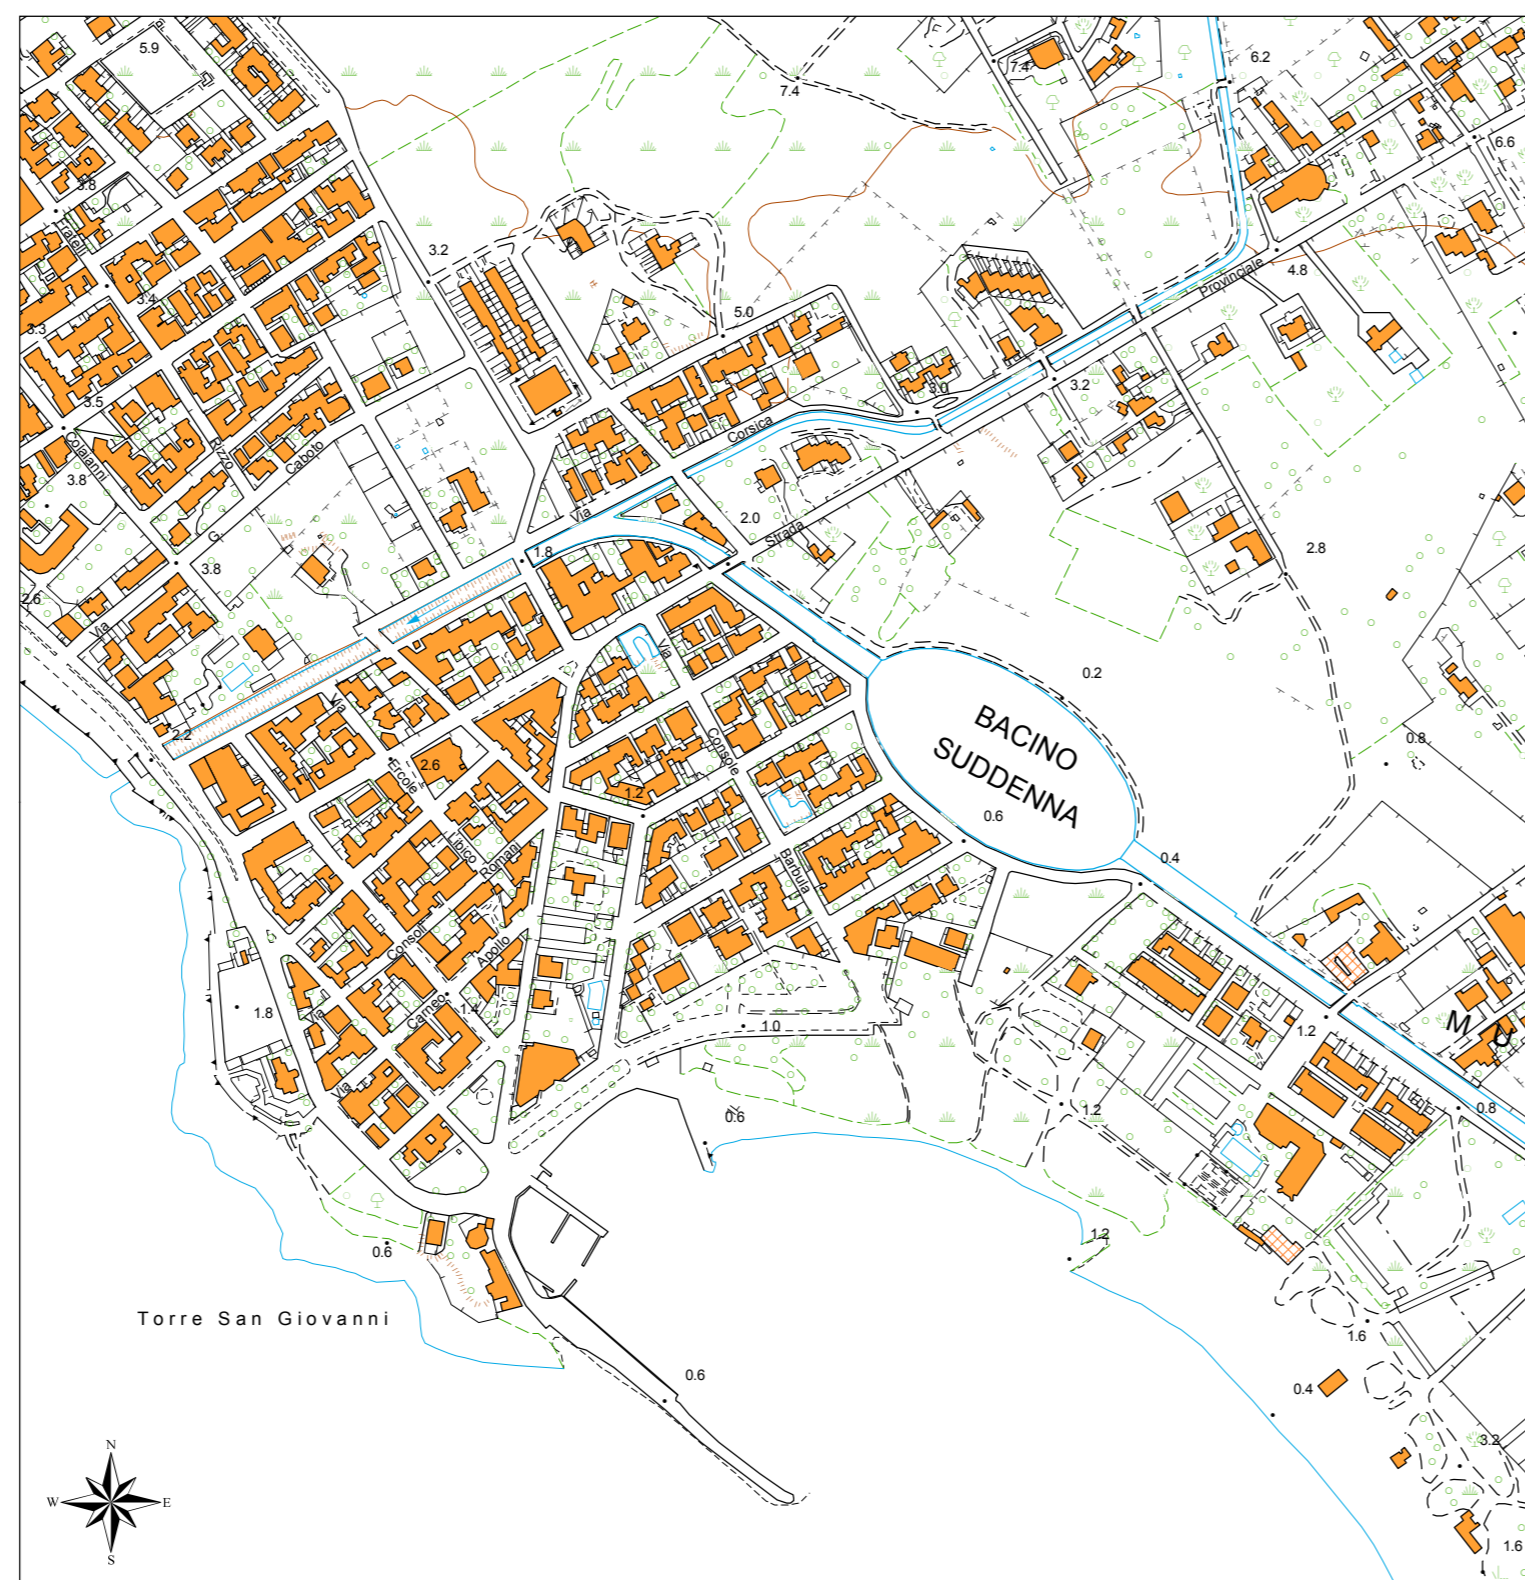 5.9
6.2
7.4
7.4
6.6
3.8
Fratelli
3.2
4.8
Provinciale
3.4
3.3
5.0
3.2
3.0
3.5
Corsica
Colaianni
Rizzo
Caboto
3.8
2.0
Via
Strada
G.
1.8
2.8
3.8
2.6
Via
Via
0.2
Via
BACINO
SUDDENNA
2.2
Console
0.8
Ercole
2.6
1.2
0.6
Libico
Romani
Barbula
0.4
Consoli
Apollo
1.8
Via
Carneo
1.4
1.0
1.2
M U
Via
0.6
1.2
0.8
0.6
1.2
Torre San Giovanni
1.6
0.6
0.4
3.2
N
W E
S
1.6